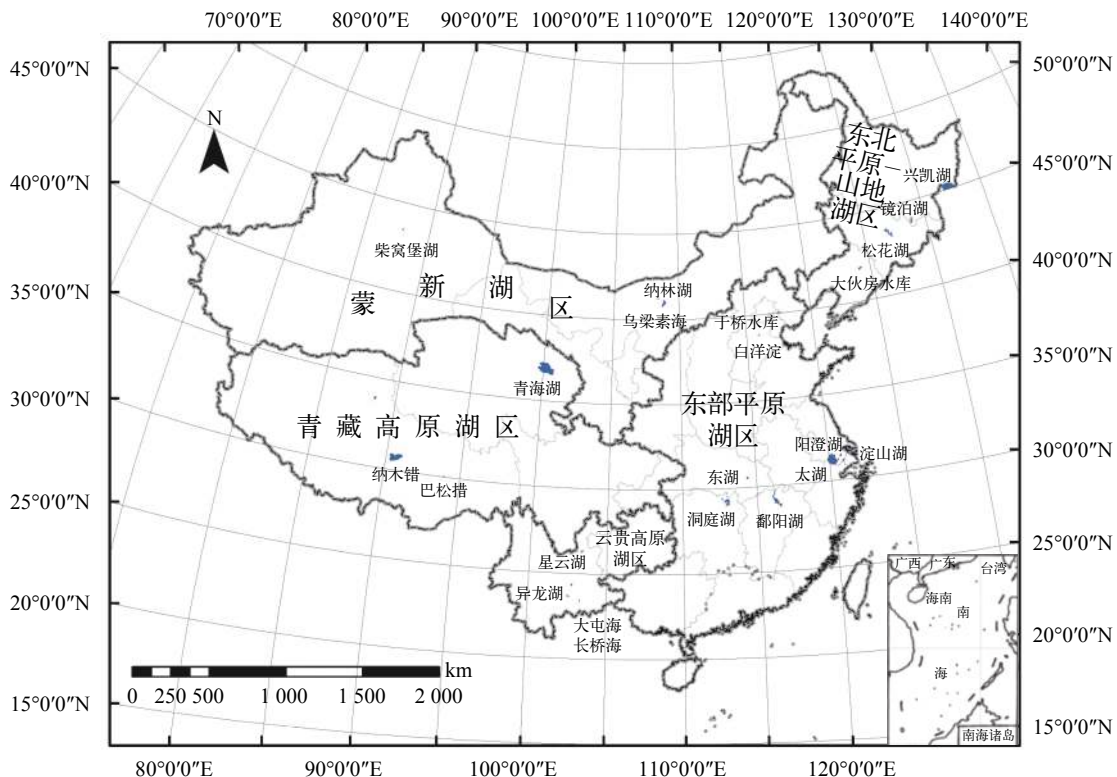 70°0′0″E 80°0′0″E 90°0′0″E 100°0′0″E 110°0′0″E 120°0′0″E 130°0′0″E 140°0′0″E
45°0′0″N
40°0′0″N
35°0′0″N
30°0′0″N
25°0′0″N
20°0′0″N
15°0′0″N
50°0′0″N
45°0′0″N
40°0′0″N
35°0′0″N
30°0′0″N
25°0′0″N
20°0′0″N
15°0′0″N
N
东北
平原—
山地
湖区
兴凯湖
镜泊湖
松花湖
大伙房水库
柴窝堡湖
蒙新湖区
纳林湖
乌梁素海
于桥水库
白洋淀
青海湖
青藏高原湖区
纳木错
巴松措
东部平原
湖区
阳澄湖
淀山湖
太湖
东湖
洞庭湖
鄱阳湖
云贵高原
湖区
星云湖
异龙湖
大屯海
长桥海
广西 广东 台湾
海南
南
海
南海诸岛
km
0 250 500 1 000 1 500 2 000
80°0′0″E 90°0′0″E 100°0′0″E 110°0′0″E 120°0′0″E